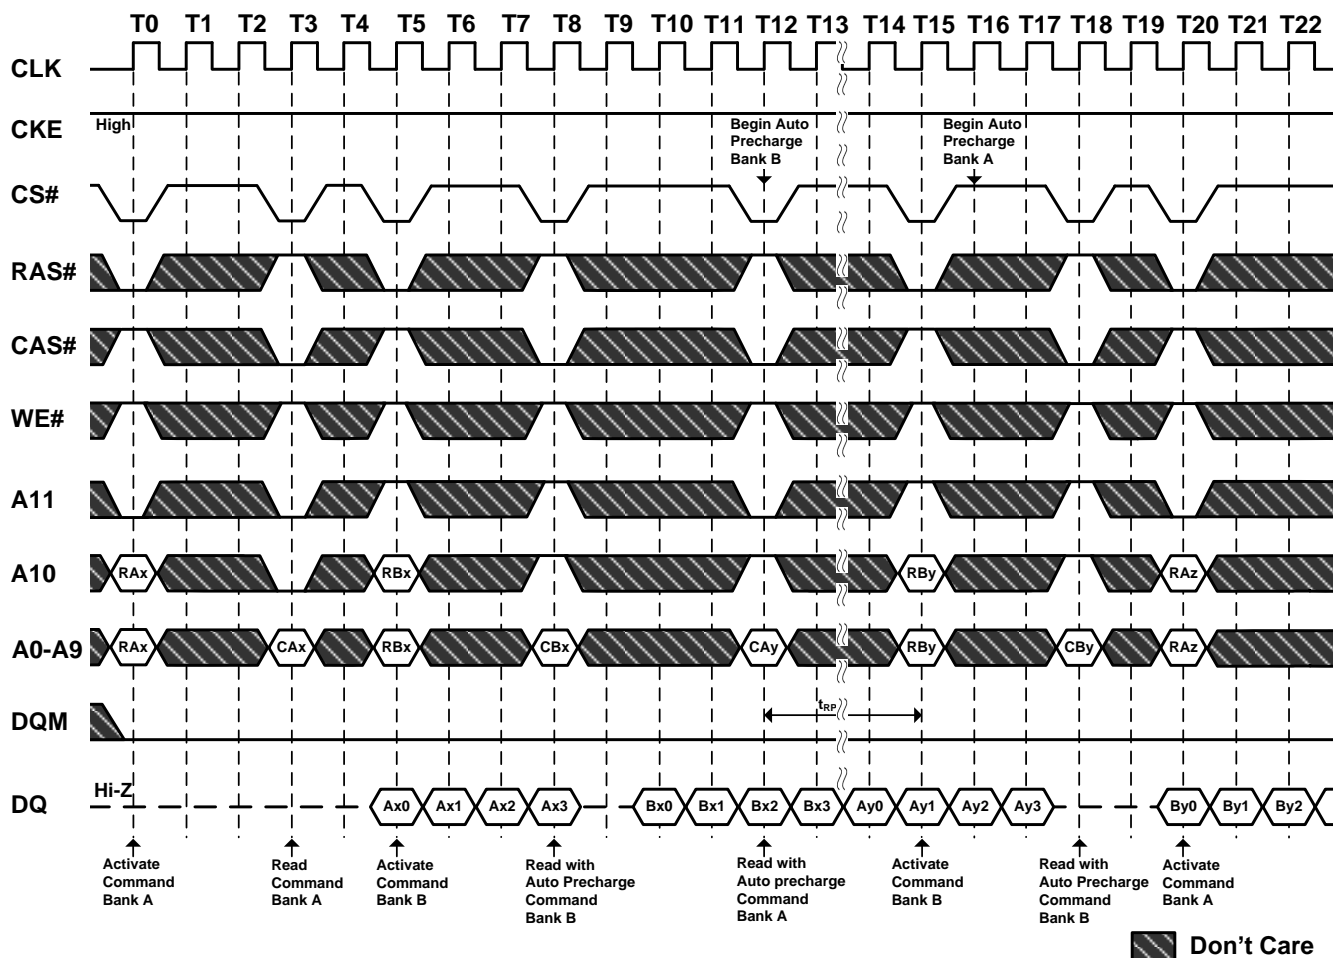 T0 T1 T2 T3 T4 T5 T6 T7 T8 T9 T10 T11 T12 T13 T14 T15 T16 T17 T18 T19 T20 T21 T22
CLK
CKE
High
Begin Auto
Precharge
Bank B
Begin Auto
Precharge
Bank A
CS#
RAS#
CAS#
WE#
A11
A10
RAx RBx RBy RAz
A0-A9
RAx CAx RBx CBx CAy RBy CBy RAz
DQM
tRP
DQ
Hi-Z
Ax0 Ax1 Ax2 Ax3 Bx0 Bx1 Bx2 Bx3 Ay0 Ay1 Ay2 Ay3 By0 By1 By2
Activate
Command
Bank A
Read
Command
Bank A
Activate
Command
Bank B
Read with
Auto Precharge
Command
Bank B
Read with
Auto precharge
Command
Bank A
Activate
Command
Bank B
Read with
Auto Precharge
Command
Bank B
Activate
Command
Bank A
Don't Care